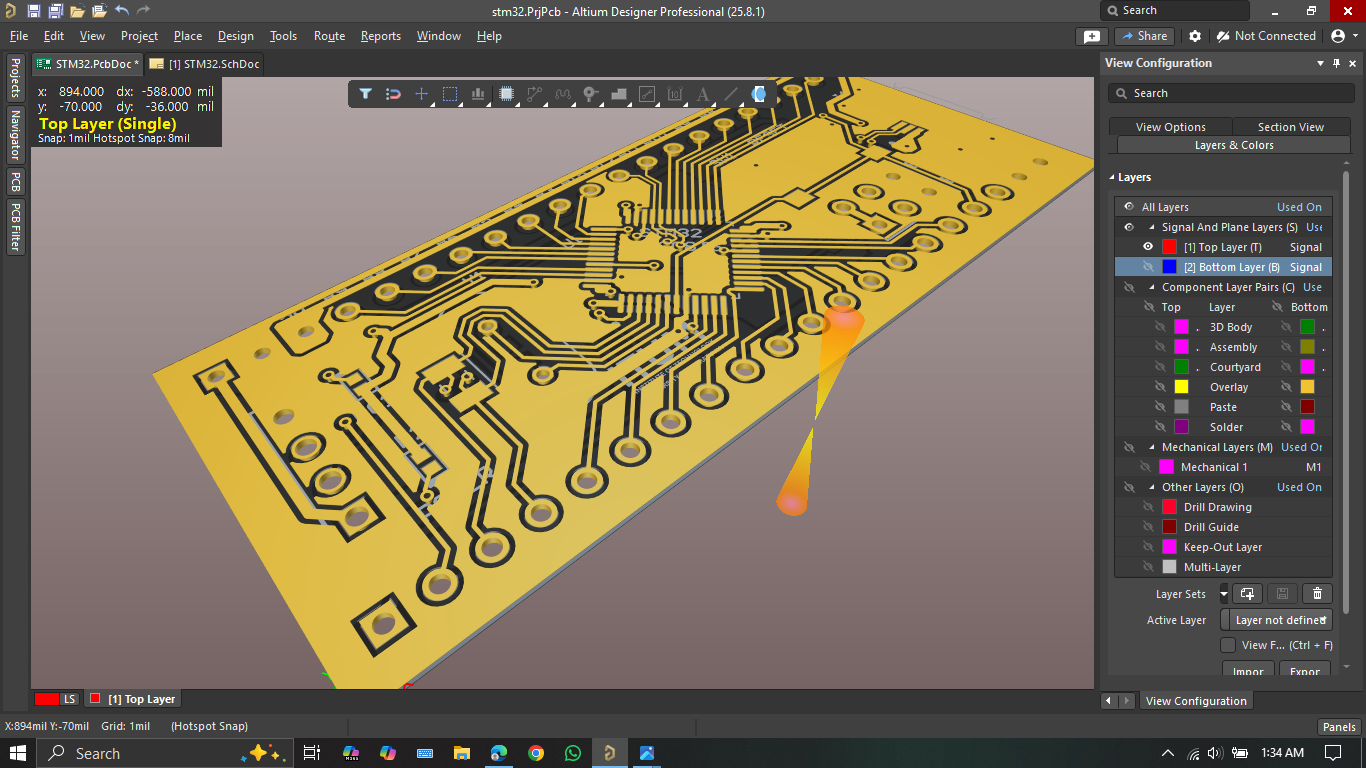 stm32.PrjPcb - Altium Designer Professional (25.8.1)
Search
File Edit View Project Place Design Tools Route Reports Window Help
Share
Not Connected
STM32.PcbDoc *
[1] STM32.SchDoc
View Configuration
Projects
Navigator
PCB
PCB Filter
x: 894.000 dx: -588.000 mil
y: -70.000 dy: -36.000 mil
Top Layer (Single)
Snap: 1mil Hotspot Snap: 8mil
Search
View Options
Section View
Layers & Colors
Layers
All Layers Used On
Signal And Plane Layers (S) Use
[1] Top Layer (T) Signal
[2] Bottom Layer (B) Signal
Component Layer Pairs (C) Use
Top Layer Bottom
3D Body
Assembly
Courtyard
Overlay
Paste
Solder
Mechanical Layers (M) Used Or
Mechanical 1 M1
Other Layers (O) Used On
Drill Drawing
Drill Guide
Keep-Out Layer
Multi-Layer
Layer Sets
Active Layer Layer not defined
View F... (Ctrl + F)
Impor Expor
LS
[1] Top Layer
View Configuration
X:894mil Y:-70mil Grid: 1mil (Hotspot Snap)
Panels
Search
M365
1:34 AM